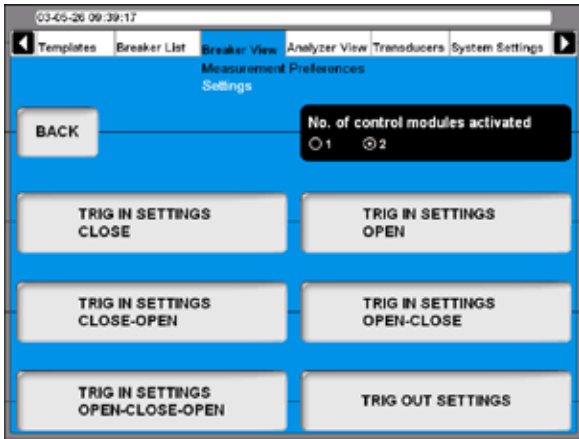 03-05-26 09:39:17
Templates Breaker List Breaker View Analyzer View Transducers System Settings
Measurement Preferences
Settings
BACK
No. of control modules activated
1 2
TRIG IN SETTINGS
CLOSE
TRIG IN SETTINGS
OPEN
TRIG IN SETTINGS
CLOSE-OPEN
TRIG IN SETTINGS
OPEN-CLOSE
TRIG IN SETTINGS
OPEN-CLOSE-OPEN
TRIG OUT SETTINGS